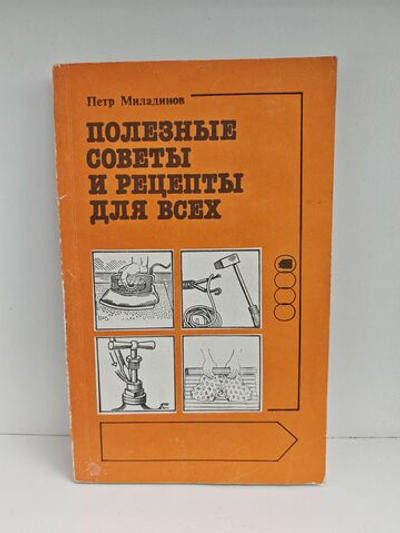 Петр Миладинов
ПОЛЕЗНЫЕ
СОВЕТЫ
И РЕЦЕПТЫ
ДЛЯ ВСЕХ